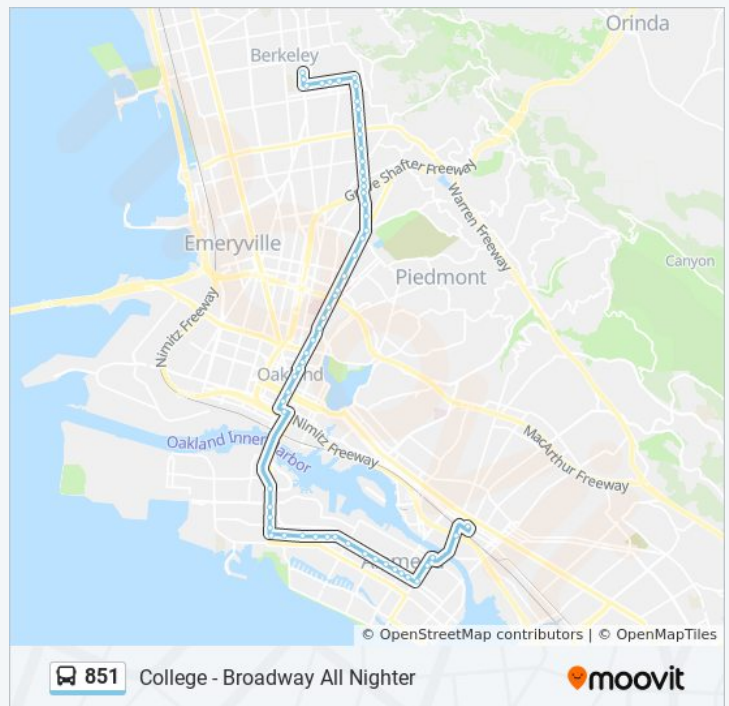 Orinda
Berkeley
Grove Shafter Freeway
Warren Freeway
Emeryville
Canyon
Piedmont
Nimitz Freeway
Oakland
Oakland Inner Harbor
Nimitz Freeway
MacArthur Freeway
Alameda
© OpenStreetMap contributors | © OpenMapTiles
851 College - Broadway All Nighter
moovit